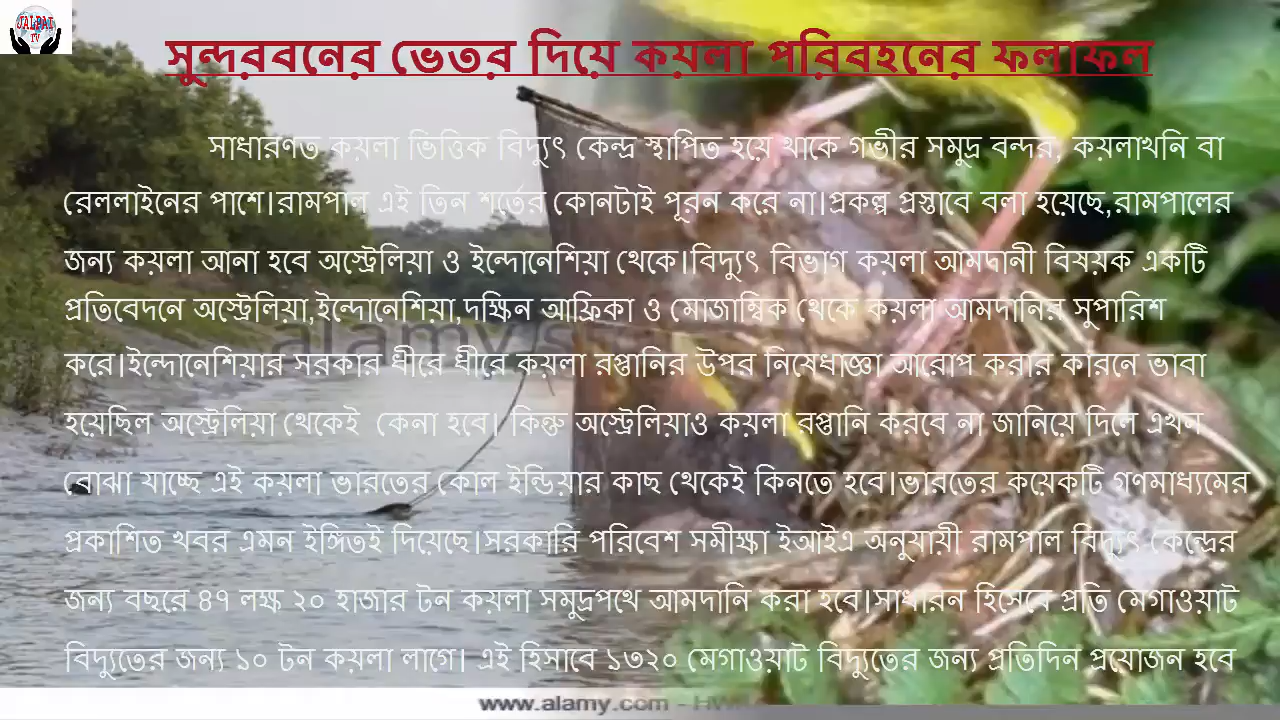 JALPAI
TV
সুন্দরবনের ভেতর দিয়ে কয়লা পরিবহনের ফলাফল
সাধারণত কয়লা ভিত্তিক বিদ্যুৎ কেন্দ্র স্থাপিত হয়ে থাকে গভীর সমুদ্র বন্দর, কয়লাখনি বা
রেললাইনের পাশে।রামপাল এই তিন শর্তের কোনটাই পূরন করে না।প্রকল্প প্রস্তাবে বলা হয়েছে,রামপালের
জন্য কয়লা আনা হবে অস্ট্রেলিয়া ও ইন্দোনেশিয়া থেকে।বিদ্যুৎ বিভাগ কয়লা আমদানী বিষয়ক একটি
প্রতিবেদনে অস্ট্রেলিয়া,ইন্দোনেশিয়া,দক্ষিন আফ্রিকা ও মোজাম্বিক থেকে কয়লা আমদানির সুপারিশ
করে।ইন্দোনেশিয়ার সরকার ধীরে ধীরে কয়লা রপ্তানির উপর নিষেধাজ্ঞা আরোপ করার কারনে ভাবা
হয়েছিল অস্ট্রেলিয়া থেকেই কেনা হবে। কিন্তু অস্ট্রেলিয়াও কয়লা রপ্তানি করবে না জানিয়ে দিলে এখন
বোঝা যাচ্ছে এই কয়লা ভারতের কোল ইন্ডিয়ার কাছ থেকেই কিনতে হবে।ভারতের কয়েকটি গণমাধ্যমের
প্রকাশিত খবর এমন ইঙ্গিতই দিয়েছে।সরকারি পরিবেশ সমীক্ষা ইআইএ অনুযায়ী রামপাল বিদ্যুৎ কেন্দ্রের
জন্য বছরে ৪৭ লক্ষ ২০ হাজার টন কয়লা সমুদ্রপথে আমদানি করা হবে।সাধারন হিসেবে প্রতি মেগাওয়াট
বিদ্যুতের জন্য ১০ টন কয়লা লাগে। এই হিসাবে ১৩২০ মেগাওয়াট বিদ্যুতের জন্য প্রতিদিন প্রয়োজন হবে
www.alamy.com